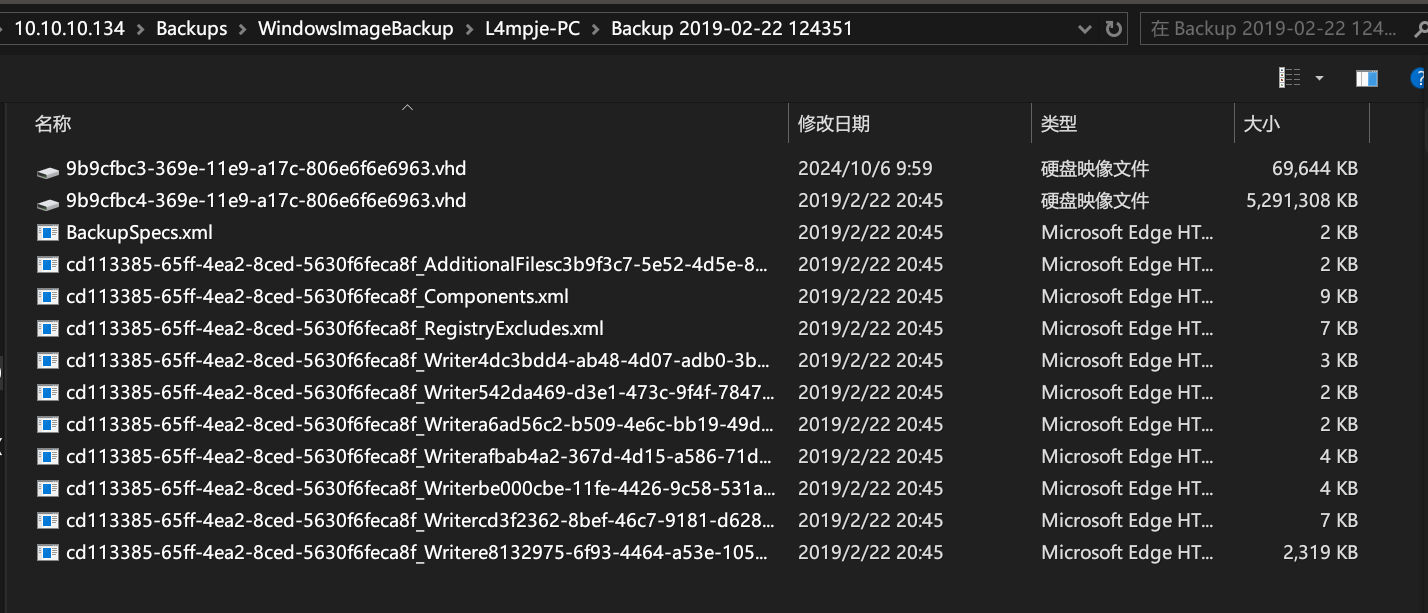 10.10.10.134 > Backups > WindowsImageBackup > L4mpje-PC > Backup 2019-02-22 124351 在 Backup 2019-02-22 124...
名称 修改日期 类型 大小
9b9cfbc3-369e-11e9-a17c-806e6f6e6963.vhd 2024/10/6 9:59 硬盘映像文件 69,644 KB
9b9cfbc4-369e-11e9-a17c-806e6f6e6963.vhd 2019/2/22 20:45 硬盘映像文件 5,291,308 KB
BackupSpecs.xml 2019/2/22 20:45 Microsoft Edge HT... 2 KB
cd113385-65ff-4ea2-8ced-5630f6feca8f_AdditionalFilesc3b9f3c7-5e52-4d5e-8... 2019/2/22 20:45 Microsoft Edge HT... 2 KB
cd113385-65ff-4ea2-8ced-5630f6feca8f_Components.xml 2019/2/22 20:45 Microsoft Edge HT... 9 KB
cd113385-65ff-4ea2-8ced-5630f6feca8f_RegistryExcludes.xml 2019/2/22 20:45 Microsoft Edge HT... 7 KB
cd113385-65ff-4ea2-8ced-5630f6feca8f_Writer4dc3bdd4-ab48-4d07-adb0-3b... 2019/2/22 20:45 Microsoft Edge HT... 3 KB
cd113385-65ff-4ea2-8ced-5630f6feca8f_Writer542da469-d3e1-473c-9f4f-7847... 2019/2/22 20:45 Microsoft Edge HT... 2 KB
cd113385-65ff-4ea2-8ced-5630f6feca8f_Writera6ad56c2-b509-4e6c-bb19-49d... 2019/2/22 20:45 Microsoft Edge HT... 2 KB
cd113385-65ff-4ea2-8ced-5630f6feca8f_Writerafbab4a2-367d-4d15-a586-71d... 2019/2/22 20:45 Microsoft Edge HT... 4 KB
cd113385-65ff-4ea2-8ced-5630f6feca8f_Writerbe000cbe-11fe-4426-9c58-531a... 2019/2/22 20:45 Microsoft Edge HT... 4 KB
cd113385-65ff-4ea2-8ced-5630f6feca8f_Writercd3f2362-8bef-46c7-9181-d628... 2019/2/22 20:45 Microsoft Edge HT... 7 KB
cd113385-65ff-4ea2-8ced-5630f6feca8f_Writere8132975-6f93-4464-a53e-105... 2019/2/22 20:45 Microsoft Edge HT... 2,319 KB